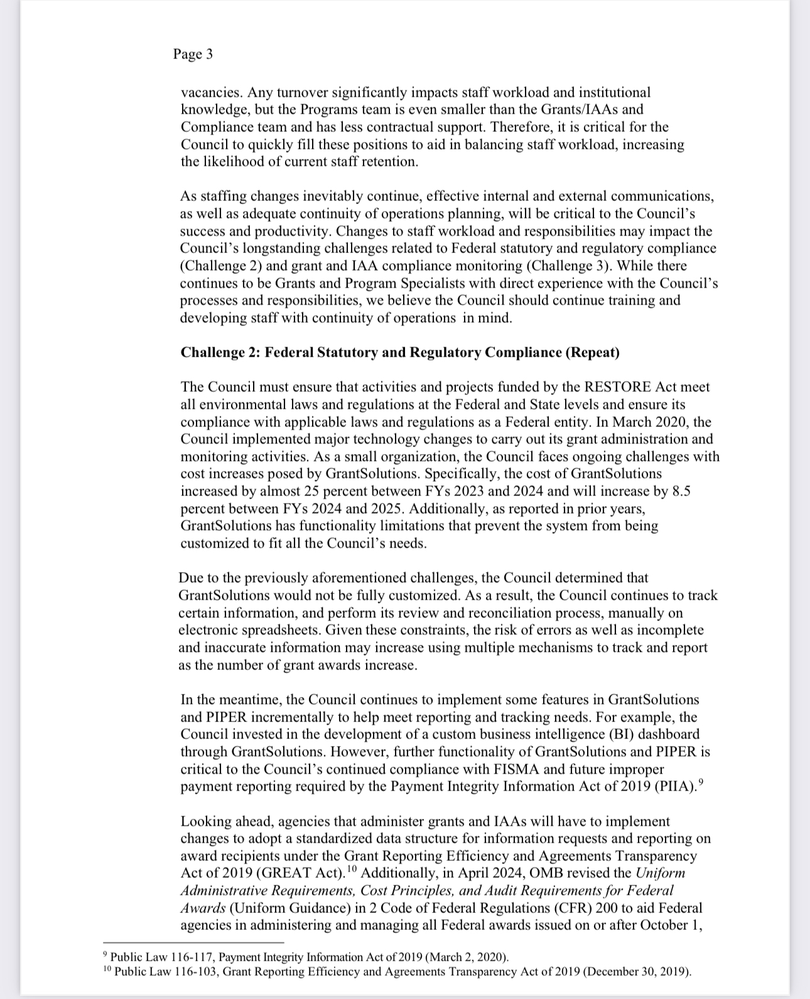 Page 3
vacancies. Any turnover significantly impacts staff workload and institutional
knowledge, but the Programs team is even smaller than the Grants/IAAs and
Compliance team and has less contractual support. Therefore, it is critical for the
Council to quickly fill these positions to aid in balancing staff workload, increasing
the likelihood of current staff retention.
As staffing changes inevitably continue, effective internal and external communications,
as well as adequate continuity of operations planning, will be critical to the Council's
success and productivity. Changes to staff workload and responsibilities may impact the
Council's longstanding challenges related to Federal statutory and regulatory compliance
(Challenge 2) and grant and IAA compliance monitoring (Challenge 3). While there
continues to be Grants and Program Specialists with direct experience with the Council's
processes and responsibilities, we believe the Council should continue training and
developing staff with continuity of operations in mind.
Challenge 2: Federal Statutory and Regulatory Compliance (Repeat)
The Council must ensure that activities and projects funded by the RESTORE Act meet
all environmental laws and regulations at the Federal and State levels and ensure its
compliance with applicable laws and regulations as a Federal entity. In March 2020, the
Council implemented major technology changes to carry out its grant administration and
monitoring activities. As a small organization, the Council faces ongoing challenges with
cost increases posed by GrantSolutions. Specifically, the cost of GrantSolutions
increased by almost 25 percent between FYs 2023 and 2024 and will increase by 8.5
percent between FYs 2024 and 2025. Additionally, as reported in prior years,
GrantSolutions has functionality limitations that prevent the system from being
customized to fit all the Council's needs.
Due to the previously aforementioned challenges, the Council determined that
GrantSolutions would not be fully customized. As a result, the Council continues to track
certain information, and perform its review and reconciliation process, manually on
electronic spreadsheets. Given these constraints, the risk of errors as well as incomplete
and inaccurate information may increase using multiple mechanisms to track and report
as the number of grant awards increase.
In the meantime, the Council continues to implement some features in GrantSolutions
and PIPER incrementally to help meet reporting and tracking needs. For example, the
Council invested in the development of a custom business intelligence (BI) dashboard
through GrantSolutions. However, further functionality of GrantSolutions and PIPER is
critical to the Council's continued compliance with FISMA and future improper
payment reporting required by the Payment Integrity Information Act of 2019 (PIIA).⁹
Looking ahead, agencies that administer grants and IAAs will have to implement
changes to adopt a standardized data structure for information requests and reporting on
award recipients under the Grant Reporting Efficiency and Agreements Transparency
Act of 2019 (GREAT Act).¹⁰ Additionally, in April 2024, OMB revised the Uniform
Administrative Requirements, Cost Principles, and Audit Requirements for Federal
Awards (Uniform Guidance) in 2 Code of Federal Regulations (CFR) 200 to aid Federal
agencies in administering and managing all Federal awards issued on or after October 1,
⁹ Public Law 116-117, Payment Integrity Information Act of 2019 (March 2, 2020).
¹⁰ Public Law 116-103, Grant Reporting Efficiency and Agreements Transparency Act of 2019 (December 30, 2019).